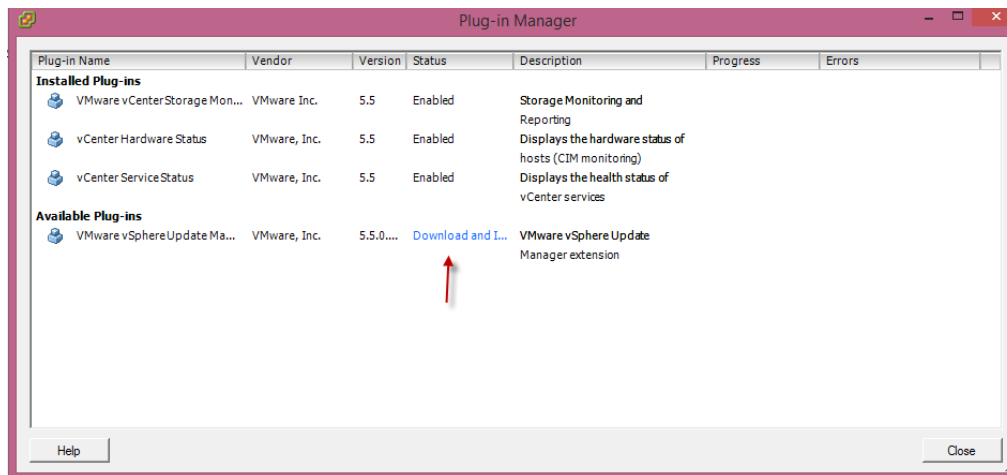 Plug-in Manager
Plug-in Name Vendor Version Status Description Progress Errors
Installed Plug-ins
VMware vCenter Storage Mon... VMware Inc. 5.5 Enabled Storage Monitoring and
Reporting
vCenter Hardware Status VMware, Inc. 5.5 Enabled Displays the hardware status of
hosts (CIM monitoring)
vCenter Service Status VMware, Inc. 5.5 Enabled Displays the health status of
vCenter services
Available Plug-ins
VMware vSphere Update Ma... VMware, Inc. 5.5.0.... Download and I... VMware vSphere Update
Manager extension
Help Close